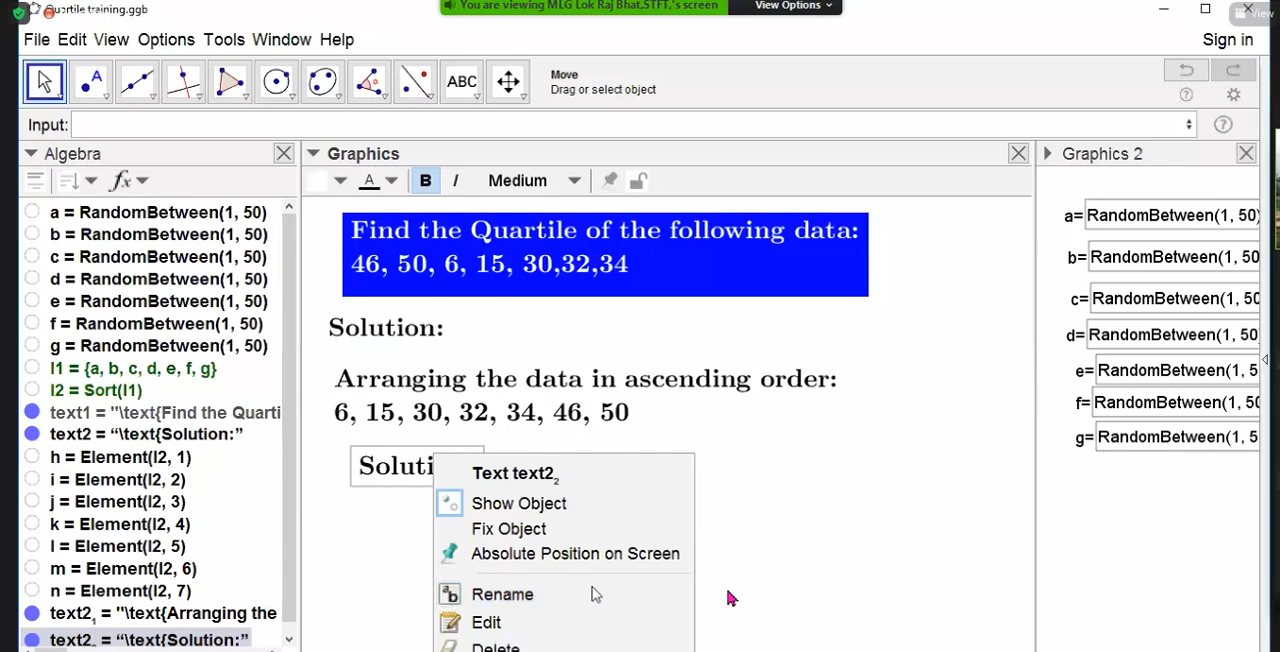 Quartile training.ggb
You are viewing MLG Lok Raj Bhat,STFT,'s screen
View Options
View
File Edit View Options Tools Window Help
Sign in
ABC
Move
Drag or select object
Input:
Algebra
Graphics
Graphics 2
fx
A
B
I
Medium
a = RandomBetween(1, 50)
b = RandomBetween(1, 50)
c = RandomBetween(1, 50)
d = RandomBetween(1, 50)
e = RandomBetween(1, 50)
f = RandomBetween(1, 50)
g = RandomBetween(1, 50)
l1 = {a, b, c, d, e, f, g}
l2 = Sort(l1)
text1 = "\text{Find the Quarti
text2 = “\text{Solution:”
h = Element(l2, 1)
i = Element(l2, 2)
j = Element(l2, 3)
k = Element(l2, 4)
l = Element(l2, 5)
m = Element(l2, 6)
n = Element(l2, 7)
text2₁ = "\text{Arranging the
text2₂ = “\text{Solution:”
Find the Quartile of the following data:
46, 50, 6, 15, 30,32,34
Solution:
Arranging the data in ascending order:
6, 15, 30, 32, 34, 46, 50
Soluti
Text text2₂
Show Object
Fix Object
Absolute Position on Screen
Rename
Edit
Delete
a= RandomBetween(1, 50)
b= RandomBetween(1, 50
c= RandomBetween(1, 50
d= RandomBetween(1, 50
e= RandomBetween(1, 5
f= RandomBetween(1, 50
g= RandomBetween(1, 5